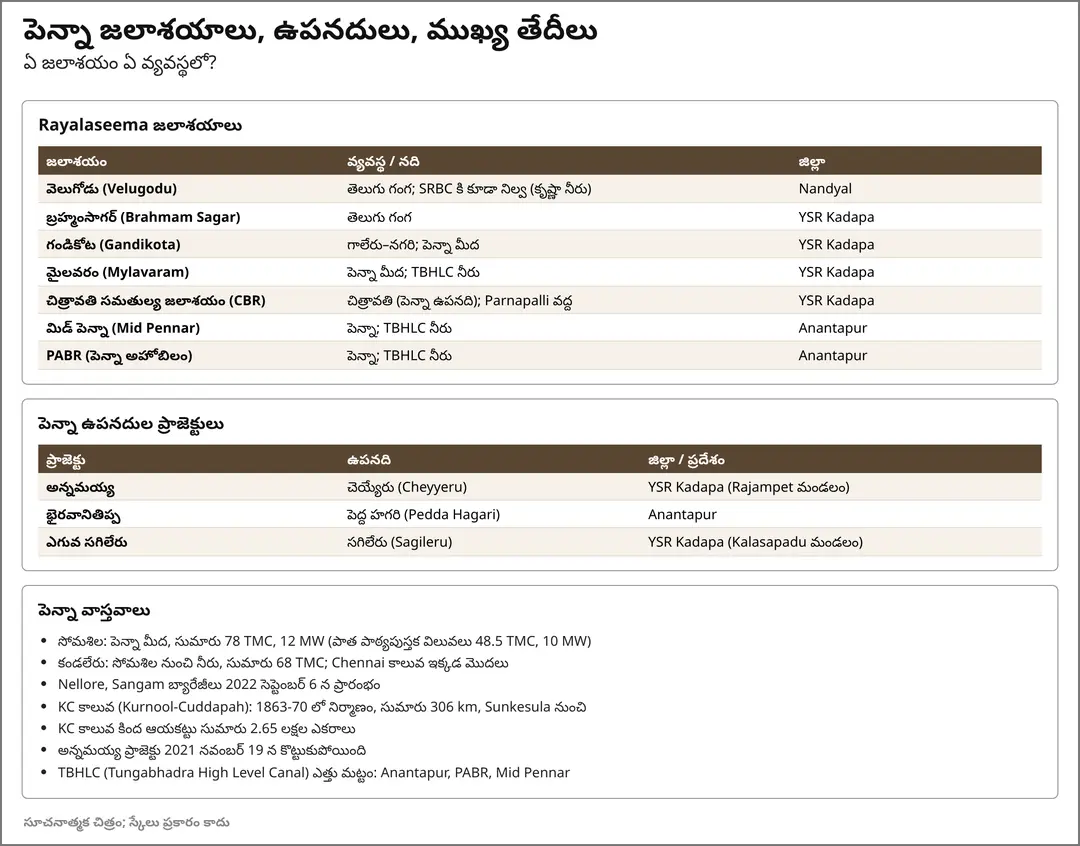 పెన్నా జలాశయాలు, ఉపనదులు, ముఖ్య తేదీలు
ఏ జలాశయం ఏ వ్యవస్థలో?
Rayalaseema జలాశయాలు
జలాశయం వ్యవస్థ / నది జిల్లా
వెలుగోడు (Velugodu) తెలుగు గంగ; SRBC కి కూడా నిల్వ (కృష్ణా నీరు) Nandyal
బ్రహ్మంసాగర్ (Brahmam Sagar) తెలుగు గంగ YSR Kadapa
గండికోట (Gandikota) గాలేరు–నగరి; పెన్నా మీద YSR Kadapa
మైలవరం (Mylavaram) పెన్నా మీద; TBHLC నీరు YSR Kadapa
చిత్రావతి సమతుల్య జలాశయం (CBR) చిత్రావతి (పెన్నా ఉపనది); Parnapalli వద్ద YSR Kadapa
మిడ్ పెన్నా (Mid Pennar) పెన్నా; TBHLC నీరు Anantapur
PABR (పెన్నా అహోబిలం) పెన్నా; TBHLC నీరు Anantapur
పెన్నా ఉపనదుల ప్రాజెక్టులు
ప్రాజెక్టు ఉపనది జిల్లా / ప్రదేశం
అన్నమయ్య చెయ్యేరు (Cheyyeru) YSR Kadapa (Rajampet మండలం)
భైరవానితిప్ప పెద్ద హగరి (Pedda Hagari) Anantapur
ఎగువ సగిలేరు సగిలేరు (Sagileru) YSR Kadapa (Kalasapadu మండలం)
పెన్నా వాస్తవాలు
• సోమశిల: పెన్నా మీద, సుమారు 78 TMC, 12 MW (పాత పాఠ్యపుస్తక విలువలు 48.5 TMC, 10 MW)
• కండలేరు: సోమశిల నుంచి నీరు, సుమారు 68 TMC; Chennai కాలువ ఇక్కడ మొదలు
• Nellore, Sangam బ్యారేజీలు 2022 సెప్టెంబర్ 6 న ప్రారంభం
• KC కాలువ (Kurnool-Cuddapah): 1863-70 లో నిర్మాణం, సుమారు 306 km, Sunkesula నుంచి
• KC కాలువ కింద ఆయకట్టు సుమారు 2.65 లక్షల ఎకరాలు
• అన్నమయ్య ప్రాజెక్టు 2021 నవంబర్ 19 న కొట్టుకుపోయింది
• TBHLC (Tungabhadra High Level Canal) ఎత్తు మట్టం: Anantapur, PABR, Mid Pennar
సూచనాత్మక చిత్రం; స్కేలు ప్రకారం కాదు